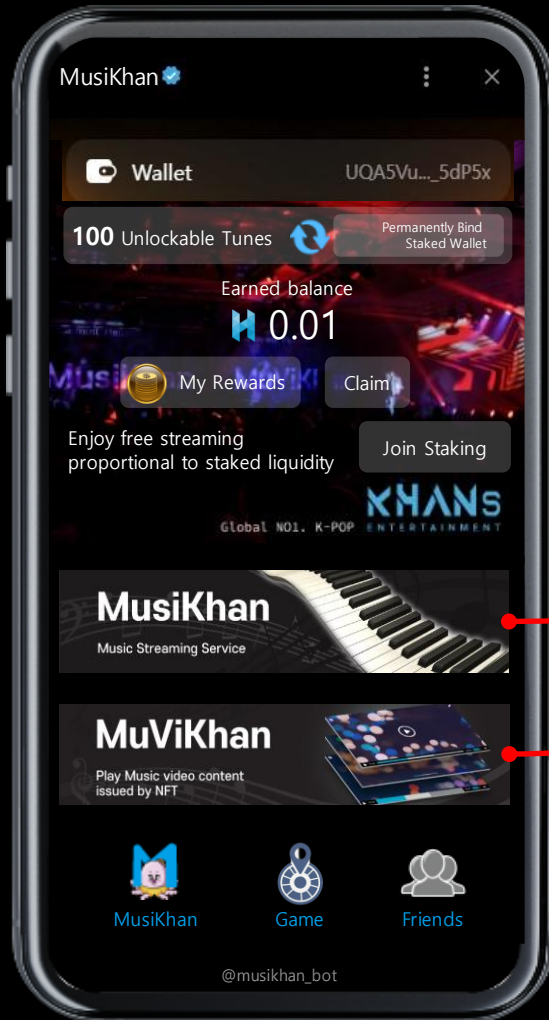 MusiKhan
Wallet UQA5Vu..._5dP5x
100 Unlockable Tunes
Permanently Bind
Staked Wallet
Earned balance
0.01
My Rewards Claim
Enjoy free streaming
proportional to staked liquidity
Join Staking
KHANs
Global NO1. K-POP ENTERTAINMENT
MusiKhan
Music Streaming Service
MuViKhan
Play Music video content
issued by NFT
MusiKhan Game Friends
@musikhan_bot